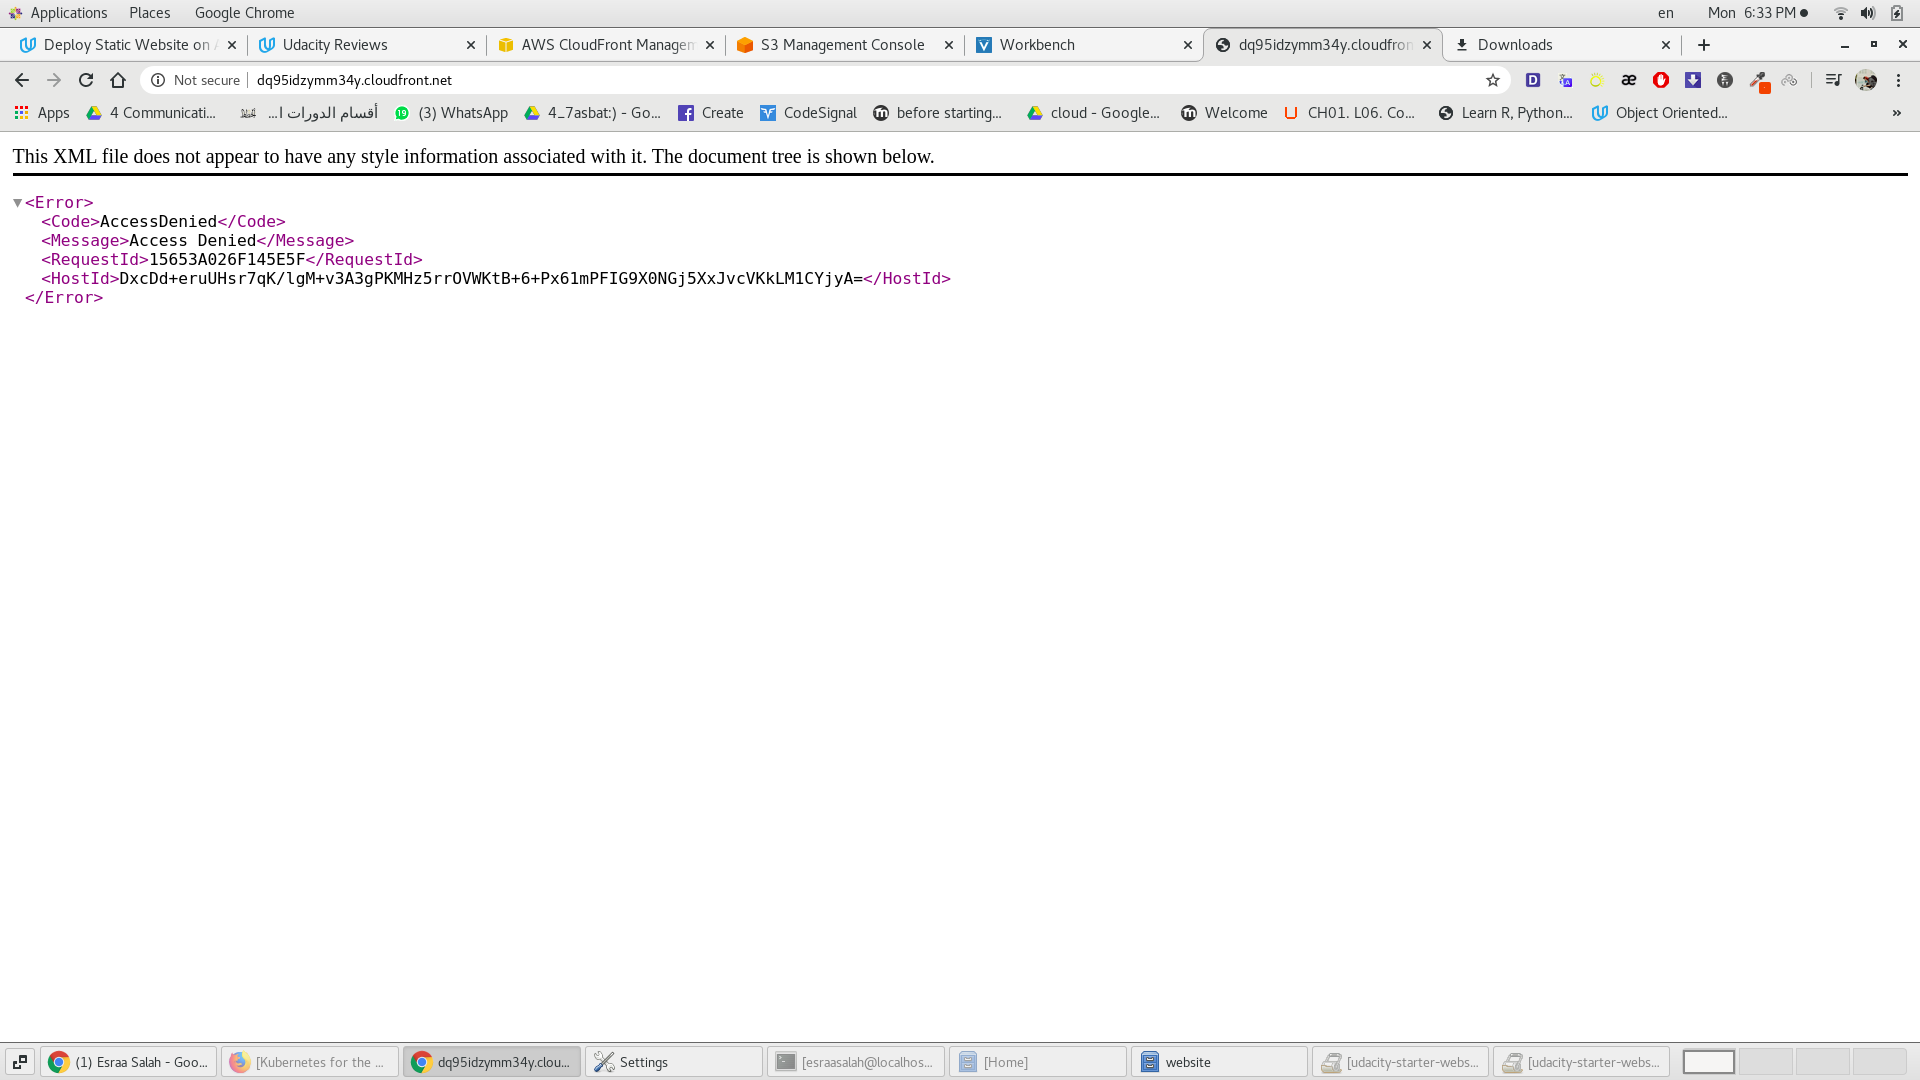 Applications Places Google Chrome en Mon 6:33 PM
Deploy Static Website on A Udacity Reviews AWS CloudFront Managem S3 Management Console Workbench dq95idzymm34y.cloudfron Downloads
Not secure dq95idzymm34y.cloudfront.net
Apps 4 Communicati... أقسام الدورات ا... (3) WhatsApp 4_7asbat:) - Go... Create CodeSignal before starting... cloud - Google... Welcome CH01. L06. Co... Learn R, Python... Object Oriented... »
This XML file does not appear to have any style information associated with it. The document tree is shown below.
<Error>
<Code>AccessDenied</Code>
<Message>Access Denied</Message>
<RequestId>15653A026F145E5F</RequestId>
<HostId>DxcDd+eruUHsr7qK/lgM+v3A3gPKMHz5rrOVWKtB+6+Px61mPFIG9X0NGj5XxJvcVKkLM1CYjyA=</HostId>
</Error>
(1) Esraa Salah - Goo... [Kubernetes for the ... dq95idzymm34y.clou... Settings [esraasalah@localhos... [Home] website [udacity-starter-webs... [udacity-starter-webs...